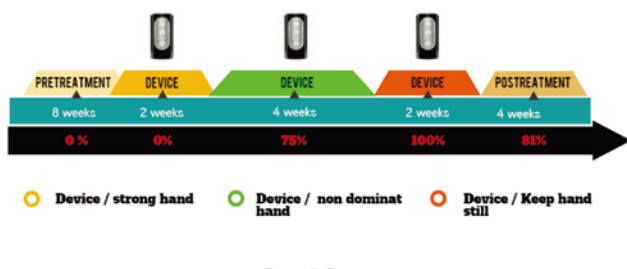 PRETREATMENT DEVICE DEVICE DEVICE POSTREATMENT
8 weeks 2 weeks 4 weeks 2 weeks 4 weeks
0 % 0% 75% 100% 81%
Device / strong hand Device / non dominat Device / Keep hand
hand still